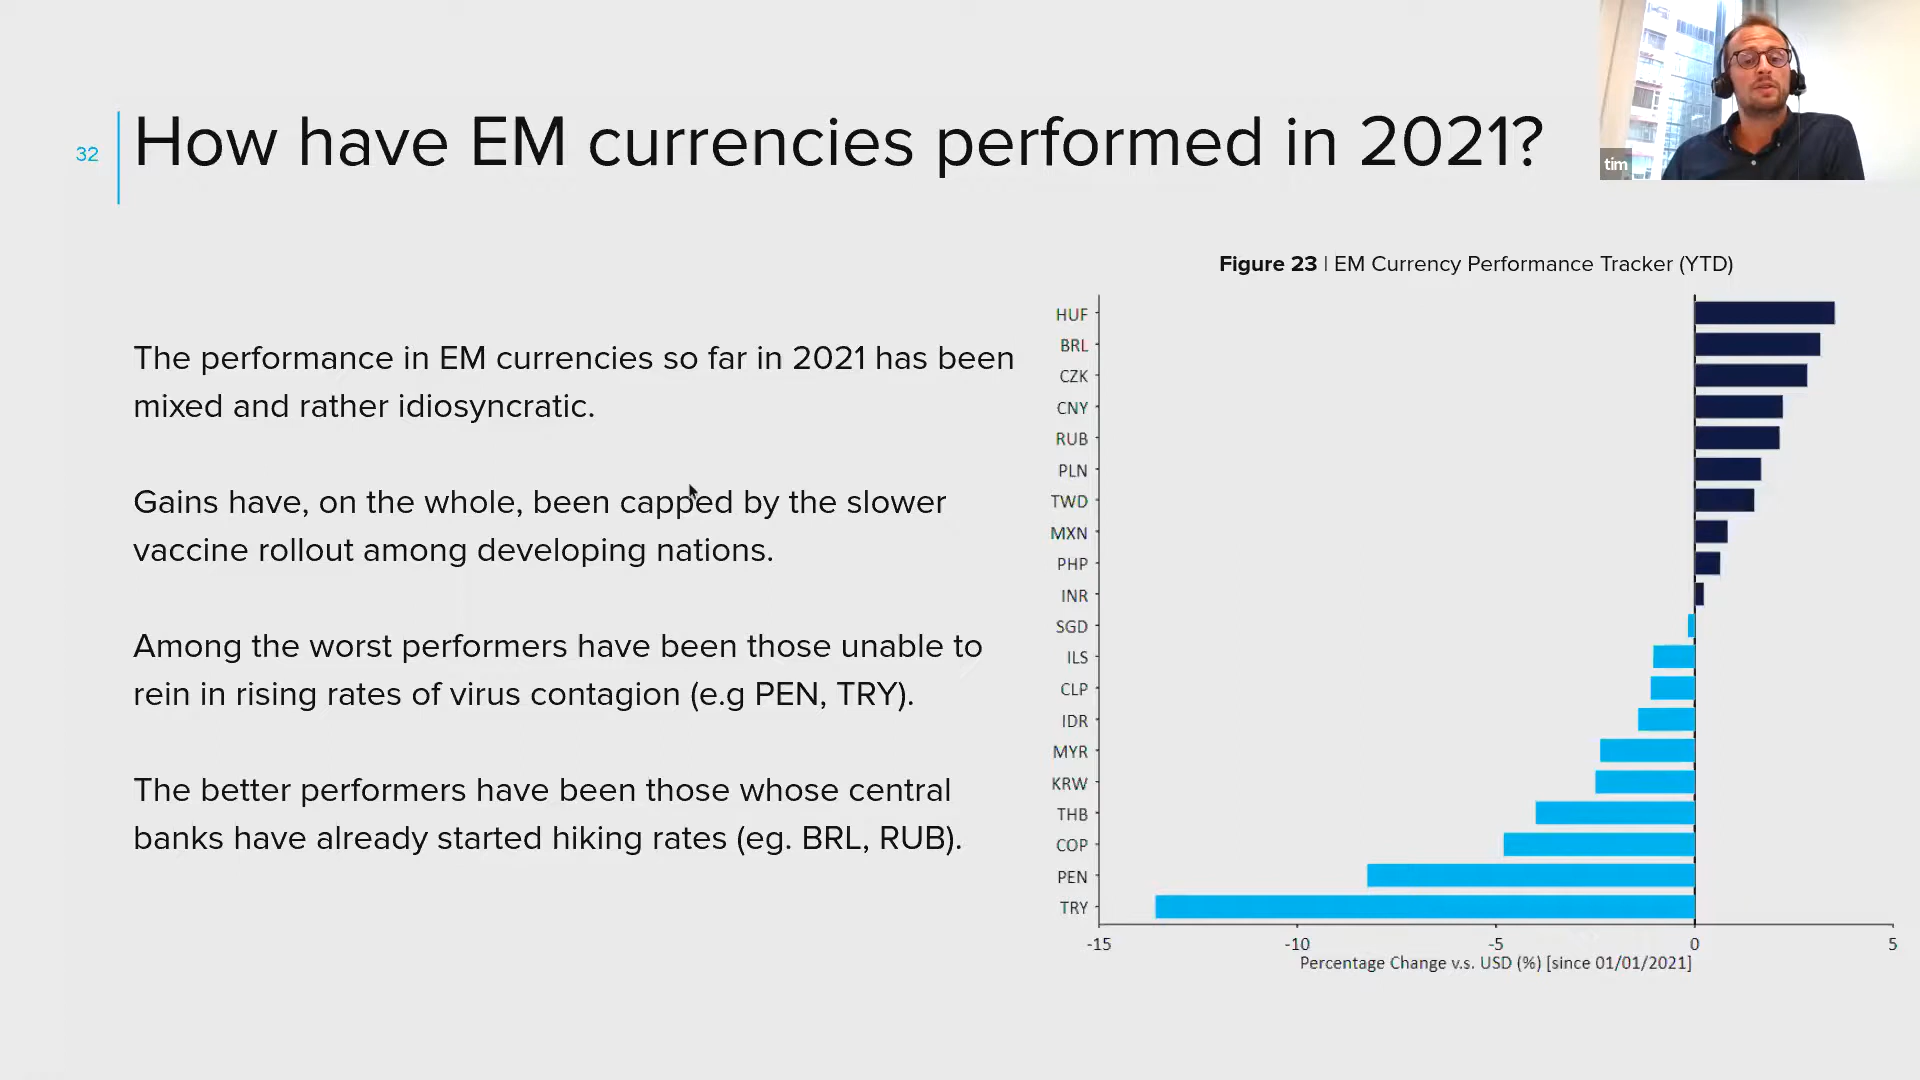 32
How have EM currencies performed in 2021?
tim
The performance in EM currencies so far in 2021 has been
mixed and rather idiosyncratic.
Gains have, on the whole, been capped by the slower
vaccine rollout among developing nations.
Among the worst performers have been those unable to
rein in rising rates of virus contagion (e.g PEN, TRY).
The better performers have been those whose central
banks have already started hiking rates (eg. BRL, RUB).
Figure 23 | EM Currency Performance Tracker (YTD)
HUF
BRL
CZK
CNY
RUB
PLN
TWD
MXN
PHP
INR
SGD
ILS
CLP
IDR
MYR
KRW
THB
COP
PEN
TRY
-15 -10 -5 0 5
Percentage Change v.s. USD (%) [since 01/01/2021]